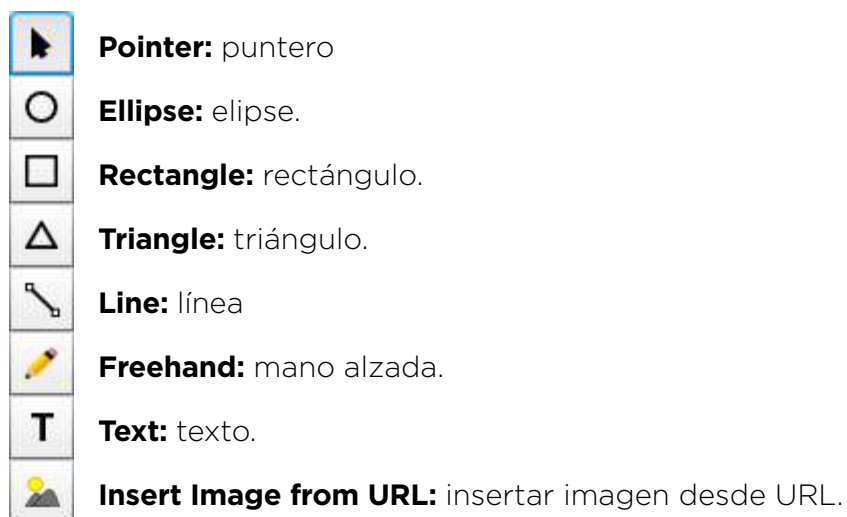 Pointer: puntero
Ellipse: elipse.
Rectangle: rectángulo.
Triangle: triángulo.
Line: línea
Freehand: mano alzada.
T Text: texto.
Insert Image from URL: insertar imagen desde URL.